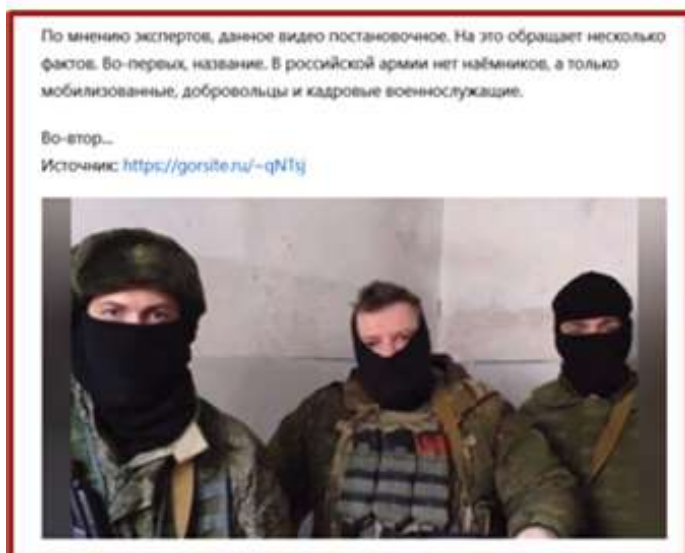 По мнению экспертов, данное видео постановочное. На это обращает несколько
фактов. Во-первых, название. В российской армии нет наёмников, а только
мобилизованные, добровольцы и кадровые военнослужащие.
Во-втор...
Источник: https://gorsite.ru/~qNTsj